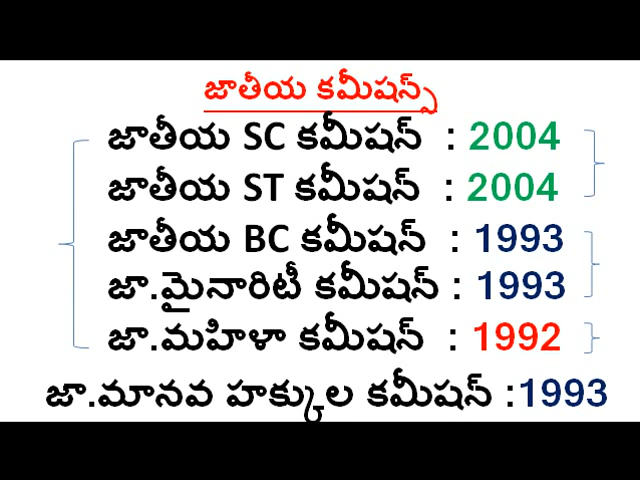 జాతీయ కమీషన్స్
జాతీయ SC కమీషన్ : 2004
జాతీయ ST కమీషన్ : 2004
జాతీయ BC కమీషన్ : 1993
జా.మైనారిటీ కమీషన్ : 1993
జా.మహిళా కమీషన్ : 1992
జా.మానవ హక్కుల కమీషన్ :1993